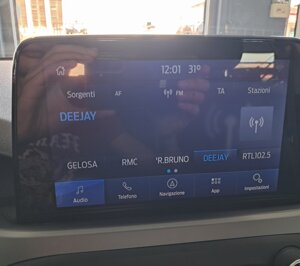 12:01 31°
Sorgenti AF FM TA Stazioni
DEEJAY
GELOSA RMC 'R.BRUNO DEEJAY RTL102.5
Audio Telefono Navigazione App Impostazioni